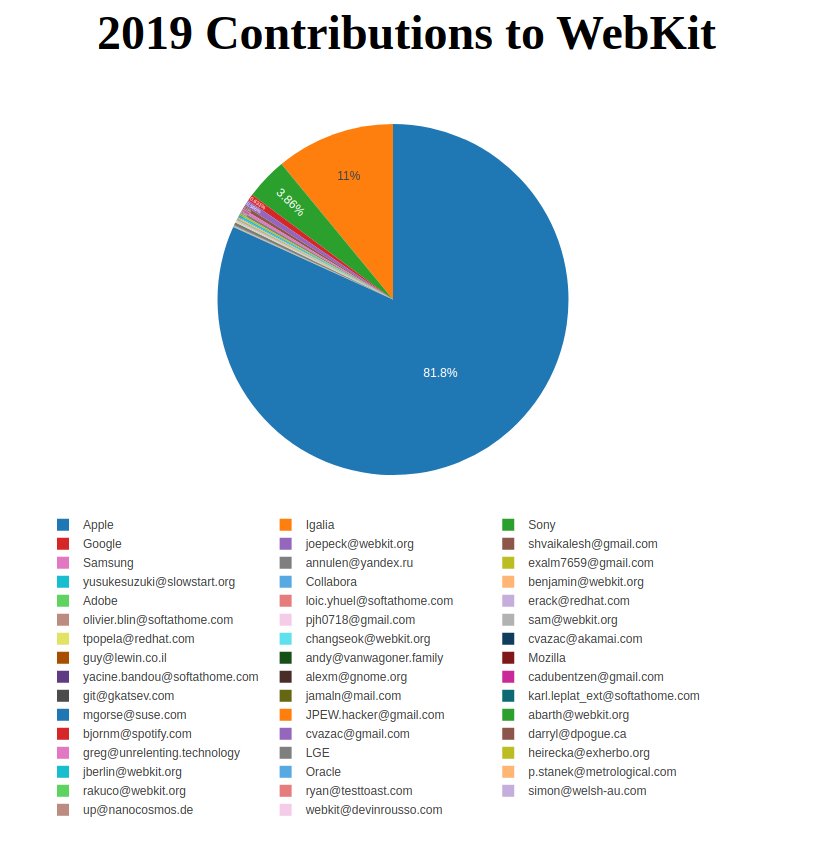 2019 Contributions to WebKit
11%
3.86%
81.8%
Apple Igalia Sony
Google joepeck@webkit.org shvaikalesh@gmail.com
Samsung annulen@yandex.ru exalm7659@gmail.com
yusukesuzuki@slowstart.org Collabora benjamin@webkit.org
Adobe loic.yhuel@softathome.com erack@redhat.com
olivier.blin@softathome.com pjh0718@gmail.com sam@webkit.org
tpopela@redhat.com changseok@webkit.org cvazac@akamai.com
guy@lewin.co.il andy@vanwagoner.family Mozilla
yacine.bandou@softathome.com alexm@gnome.org cadubentzen@gmail.com
git@gkatsev.com jamaln@mail.com karl.leplat_ext@softathome.com
mgorse@suse.com JPEW.hacker@gmail.com abarth@webkit.org
bjornm@spotify.com cvazac@gmail.com darryl@dpogue.ca
greg@unrelenting.technology LGE heirecka@exherbo.org
jberlin@webkit.org Oracle p.stanek@metrological.com
rakuco@webkit.org ryan@testtoast.com simon@welsh-au.com
up@nanocosmos.de webkit@devinrousso.com